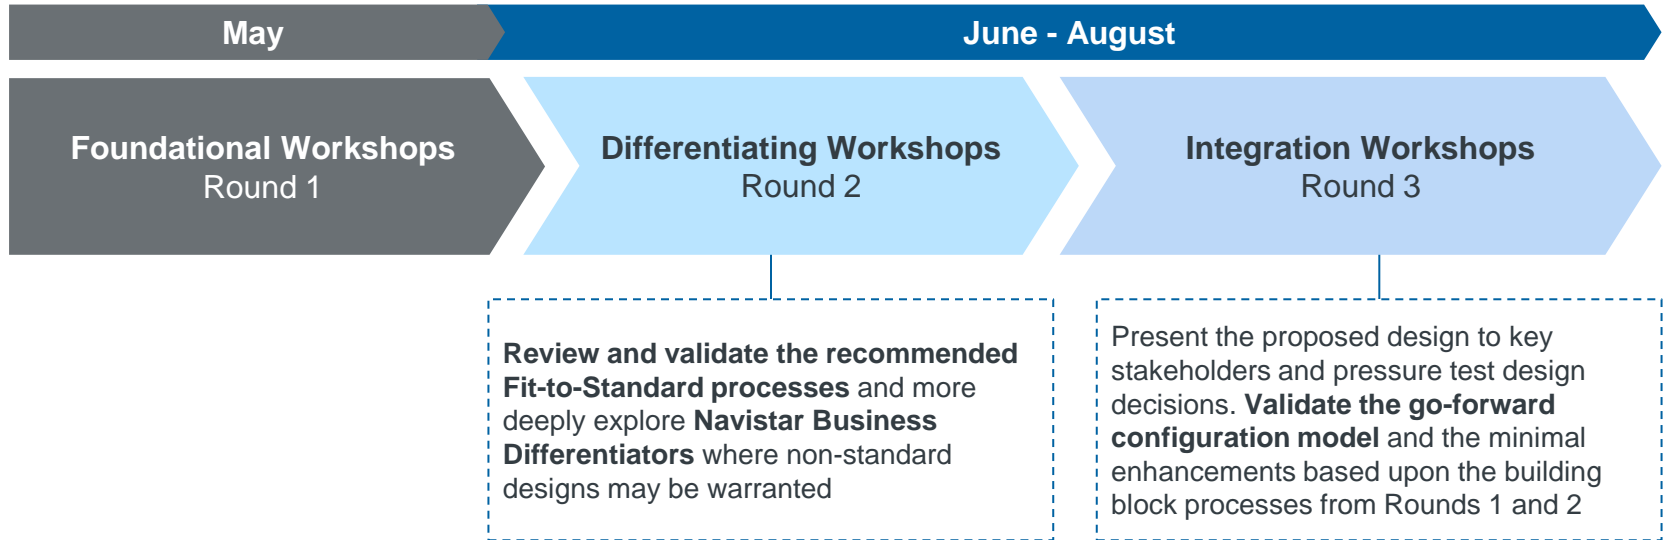 May
June - August
Foundational Workshops
Round 1
Differentiating Workshops
Round 2
Integration Workshops
Round 3
Review and validate the recommended
Fit-to-Standard processes and more
deeply explore Navistar Business
Differentiators where non-standard
designs may be warranted
Present the proposed design to key
stakeholders and pressure test design
decisions. Validate the go-forward
configuration model and the minimal
enhancements based upon the building
block processes from Rounds 1 and 2